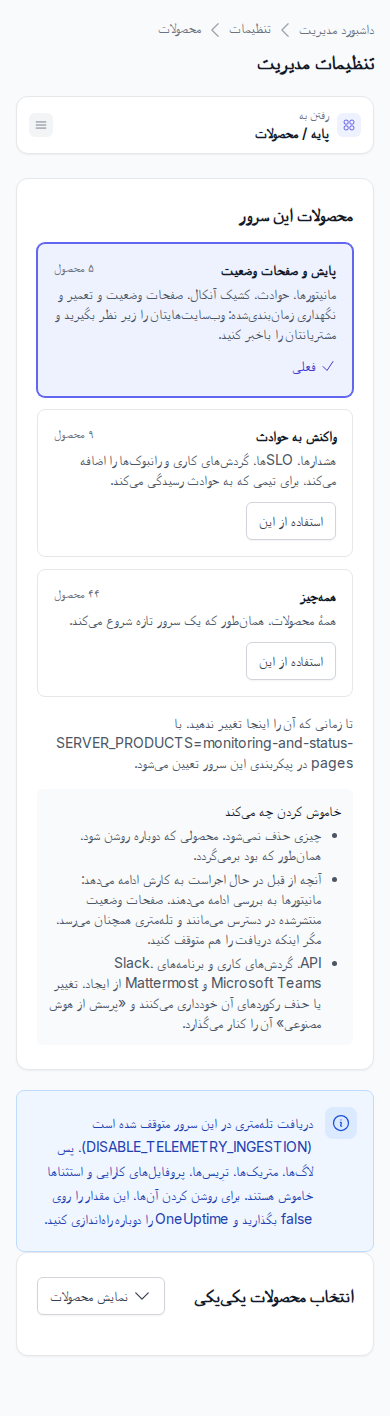 داشبورد مدیریت > تنظیمات > محصولات
تنظیمات مدیریت
رفتن به
پایه / محصولات
محصولات این سرور
پایش و صفحات وضعیت
۵ محصول
مانیتورها، حوادث، کشیک آنکال، صفحات وضعیت و تعمیر و
نگهداری زمان‌بندی‌شده: وب‌سایت‌هایتان را زیر نظر بگیرید و
مشتریانتان را باخبر کنید.
فعلی
واکنش به حوادث
۹ محصول
هشدارها، SLOها، گردش‌های کاری و رانبوک‌ها را اضافه
می‌کند. برای تیمی که به حوادث رسیدگی می‌کند.
استفاده از این
همه‌چیز
۴۴ محصول
همهٔ محصولات، همان‌طور که یک سرور تازه شروع می‌کند.
استفاده از این
تا زمانی که آن را اینجا تغییر ندهید، با
SERVER_PRODUCTS=monitoring-and-status-
pages در پیکربندی این سرور تعیین می‌شود.
خاموش کردن چه می‌کند
• چیزی حذف نمی‌شود. محصولی که دوباره روشن شود،
همان‌طور که بود برمی‌گردد.
• آنچه از قبل در حال اجراست به کارش ادامه می‌دهد:
مانیتورها به بررسی ادامه می‌دهند، صفحات وضعیت
منتشرشده در دسترس می‌مانند و تله‌متری همچنان می‌رسد،
مگر اینکه دریافت را هم متوقف کنید.
• API، گردش‌های کاری و برنامه‌های Slack،
Microsoft Teams و Mattermost از ایجاد، تغییر
یا حذف رکوردهای آن خودداری می‌کنند و «پرسش از هوش
مصنوعی» آن را کنار می‌گذارد.
دریافت تله‌متری در این سرور متوقف شده است
(DISABLE_TELEMETRY_INGESTION)، پس
لاگ‌ها، متریک‌ها، تریس‌ها، پروفایل‌های کارایی و استثناها
خاموش هستند. برای روشن کردن آن‌ها، این مقدار را روی
false بگذارید و OneUptime را دوباره راه‌اندازی کنید.
انتخاب محصولات یکی‌یکی
نمایش محصولات